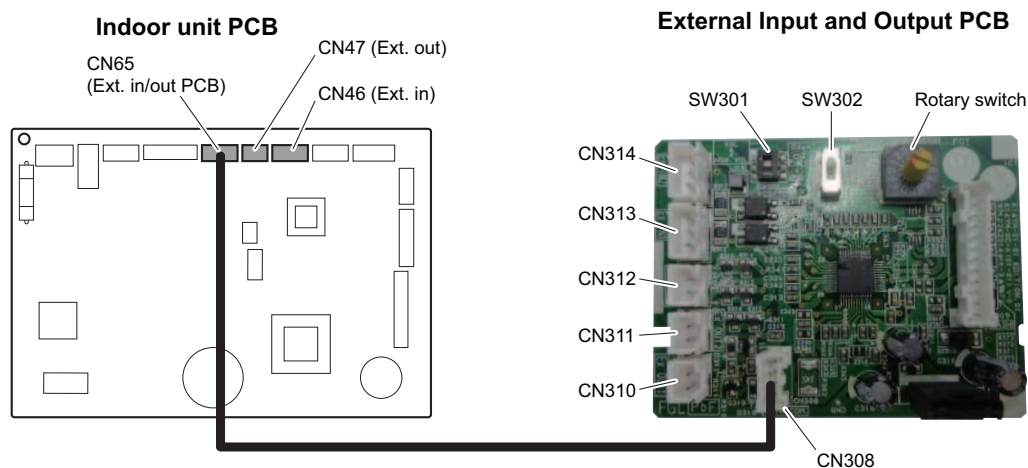 Indoor unit PCB
External Input and Output PCB
CN47 (Ext. out)
CN65
(Ext. in/out PCB)
CN46 (Ext. in)
SW301
SW302
Rotary switch
CN314
CN313
CN312
CN311
CN310
CN308